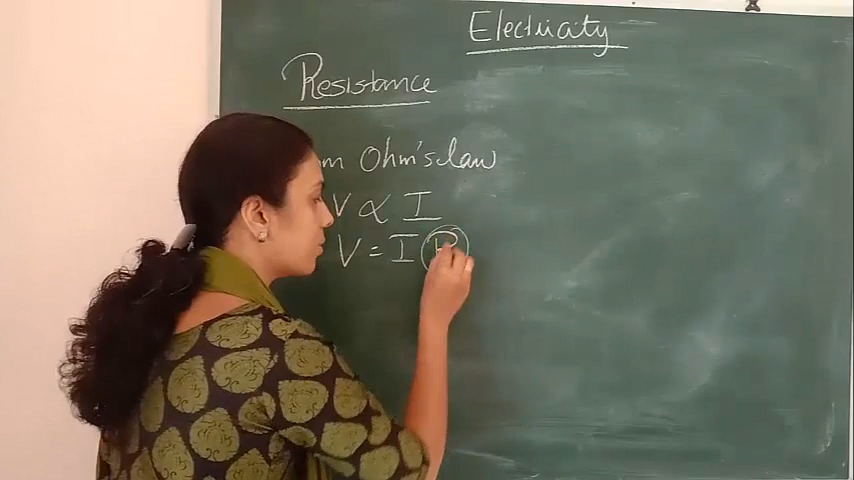 Electricity
Resistance
m Ohm's law
V ∝ I
V = I R